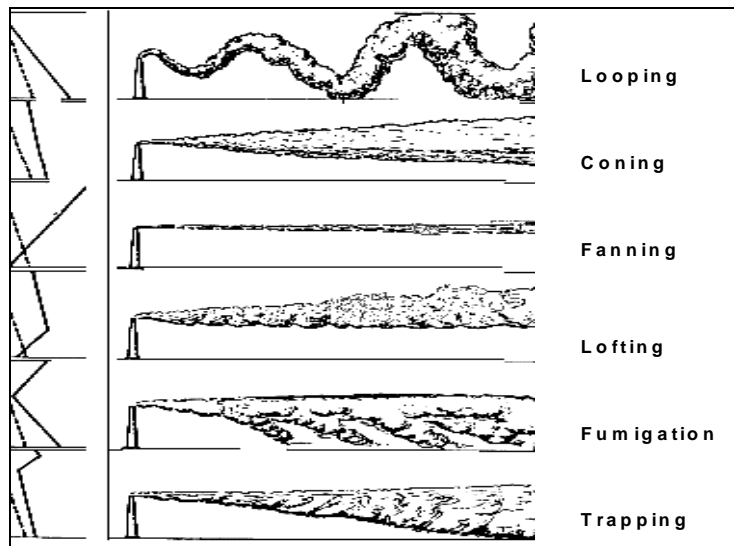 Looping
Coning
Fanning
Lofting
Fumigation
Trapping